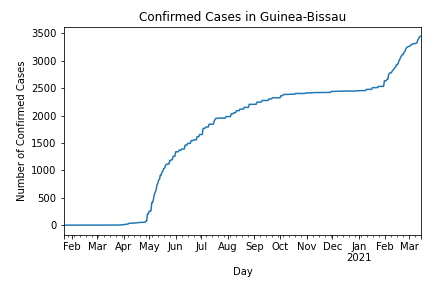 Confirmed Cases in Guinea-Bissau
Number of Confirmed Cases
3500
3000
2500
2000
1500
1000
500
0
Feb Mar Apr May Jun Jul Aug Sep Oct Nov Dec Jan Feb Mar
2021
Day